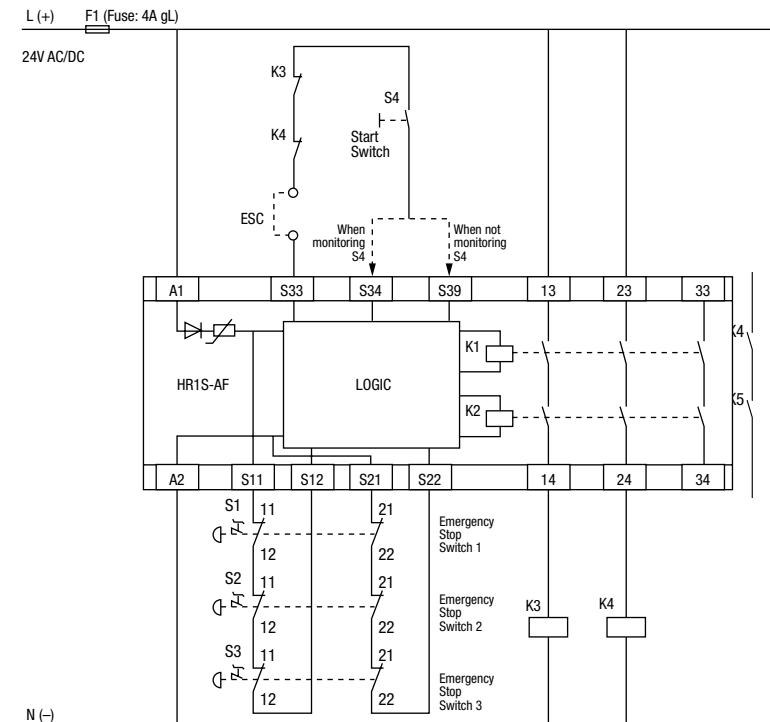 L (+) F1 (Fuse: 4A gL)
24V AC/DC
K3
S4
K4
Start
Switch
ESC
When
monitoring
S4
When not
monitoring
S4
A1 S33 S34 S39 13 23 33
K4
K1
HR1S-AF LOGIC
K2
K5
A2 S11 S12 S21 S22 14 24 34
S1 11 21
12 22
Emergency
Stop
Switch 1
S2 11 21
12 22
Emergency
Stop
Switch 2
K3 K4
S3 11 21
12 22
Emergency
Stop
Switch 3
N (–)